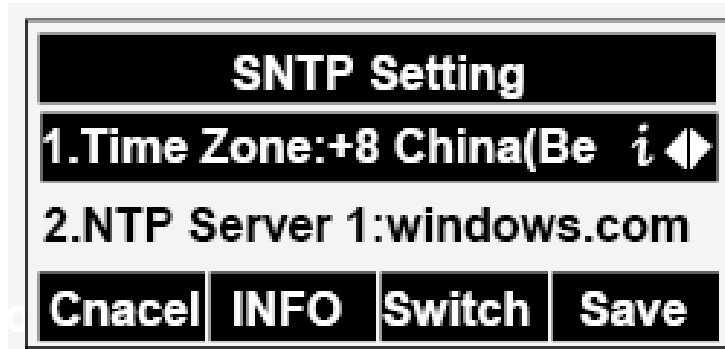 SNTP Setting
1.Time Zone:+8 China(Be i
2.NTP Server 1:windows.com
Cnacel INFO Switch Save